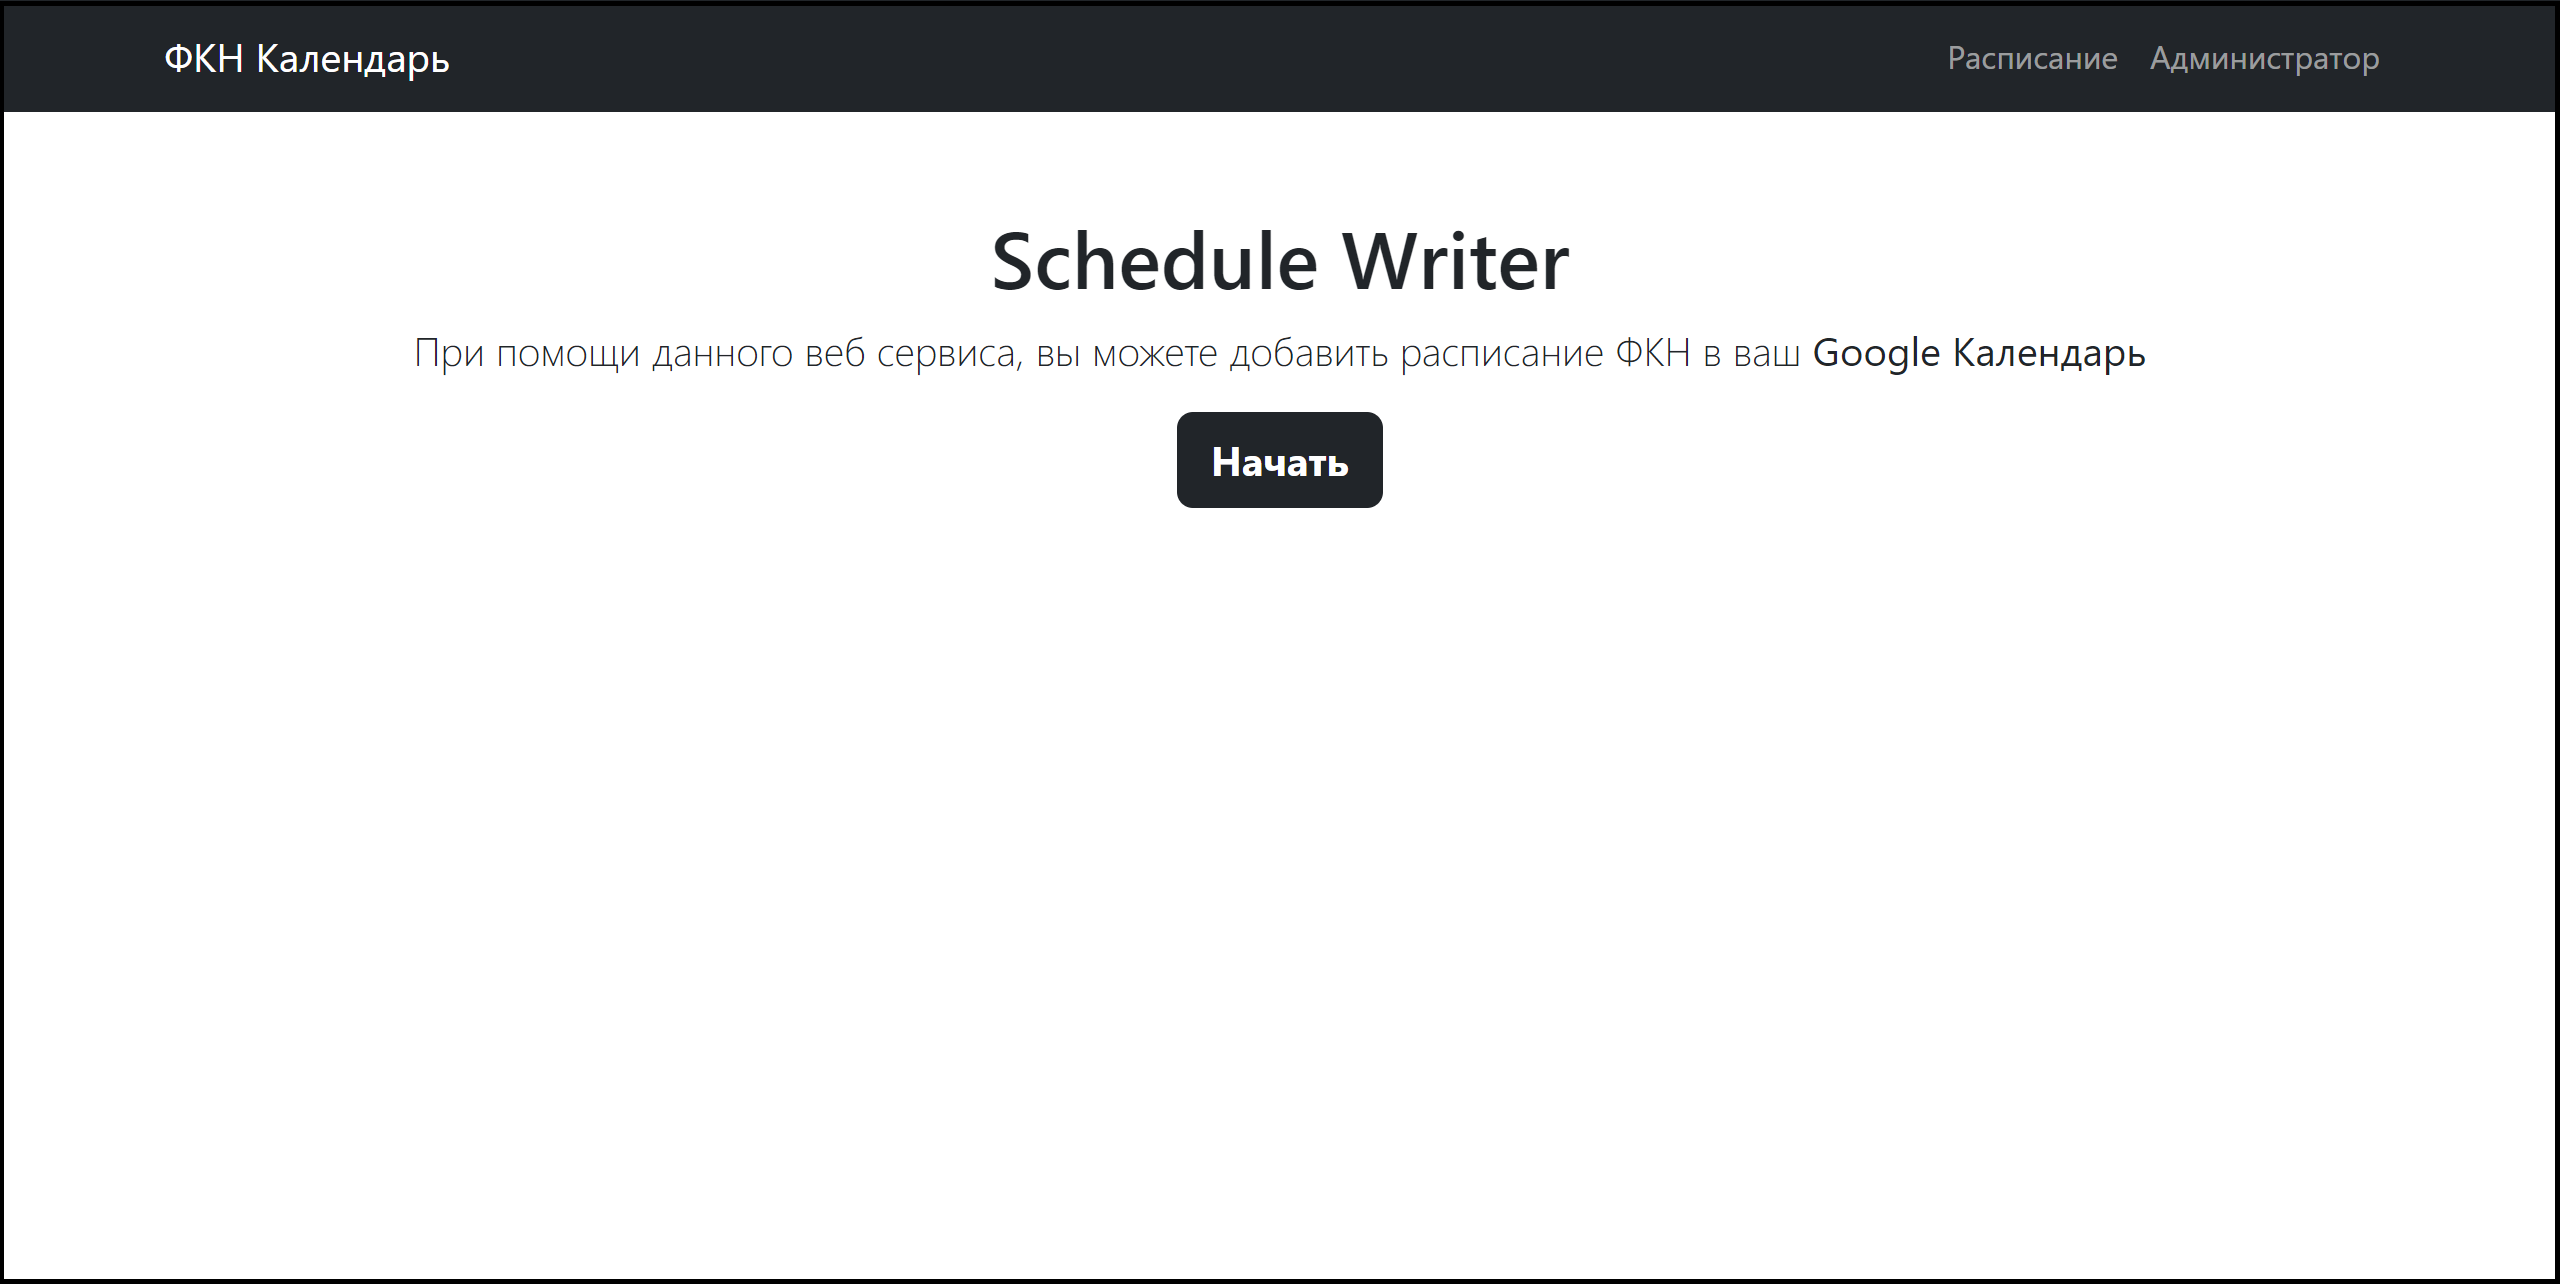 ФКН Календарь
Расписание Администратор
Schedule Writer
При помощи данного веб сервиса, вы можете добавить расписание ФКН в ваш Google Календарь
Начать